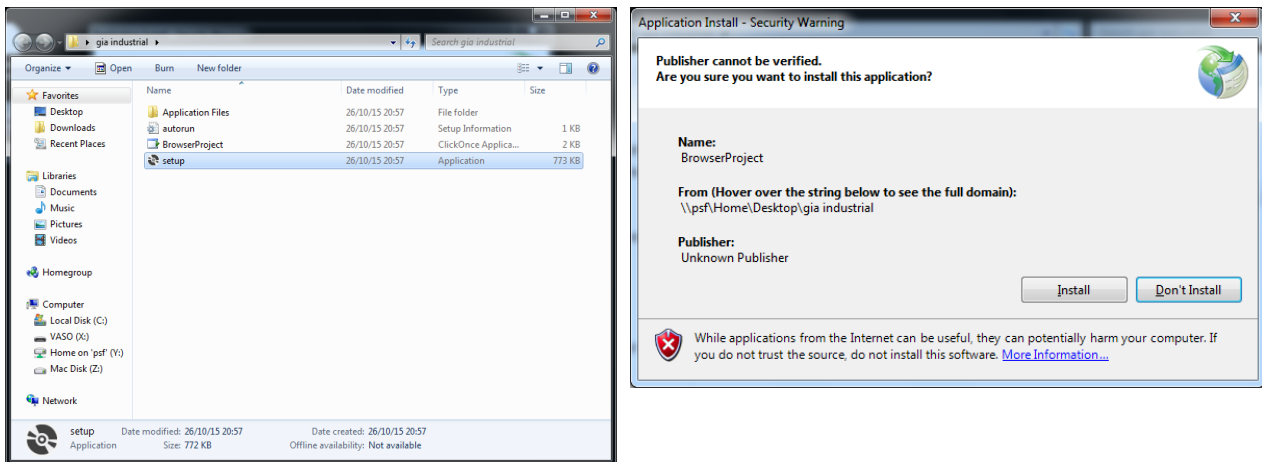 gia industrial
Search gia industrial
Organize
Open
Burn
New folder
Name
Date modified
Type
Size
Favorites
Desktop
Downloads
Recent Places
Libraries
Documents
Music
Pictures
Videos
Homegroup
Computer
Local Disk (C:)
VASO (X:)
Home on 'psf' (Y:)
Mac Disk (Z:)
Network
Application Files 26/10/15 20:57 File folder
autorun 26/10/15 20:57 Setup Information 1 KB
BrowserProject 26/10/15 20:57 ClickOnce Applica... 2 KB
setup 26/10/15 20:57 Application 773 KB
setup Date modified: 26/10/15 20:57 Date created: 26/10/15 20:57
Application Size: 772 KB Offline availability: Not available
Application Install - Security Warning
Publisher cannot be verified.
Are you sure you want to install this application?
Name:
BrowserProject
From (Hover over the string below to see the full domain):
\\psf\Home\Desktop\gia industrial
Publisher:
Unknown Publisher
Install
Don't Install
While applications from the Internet can be useful, they can potentially harm your computer. If
you do not trust the source, do not install this software. More Information...